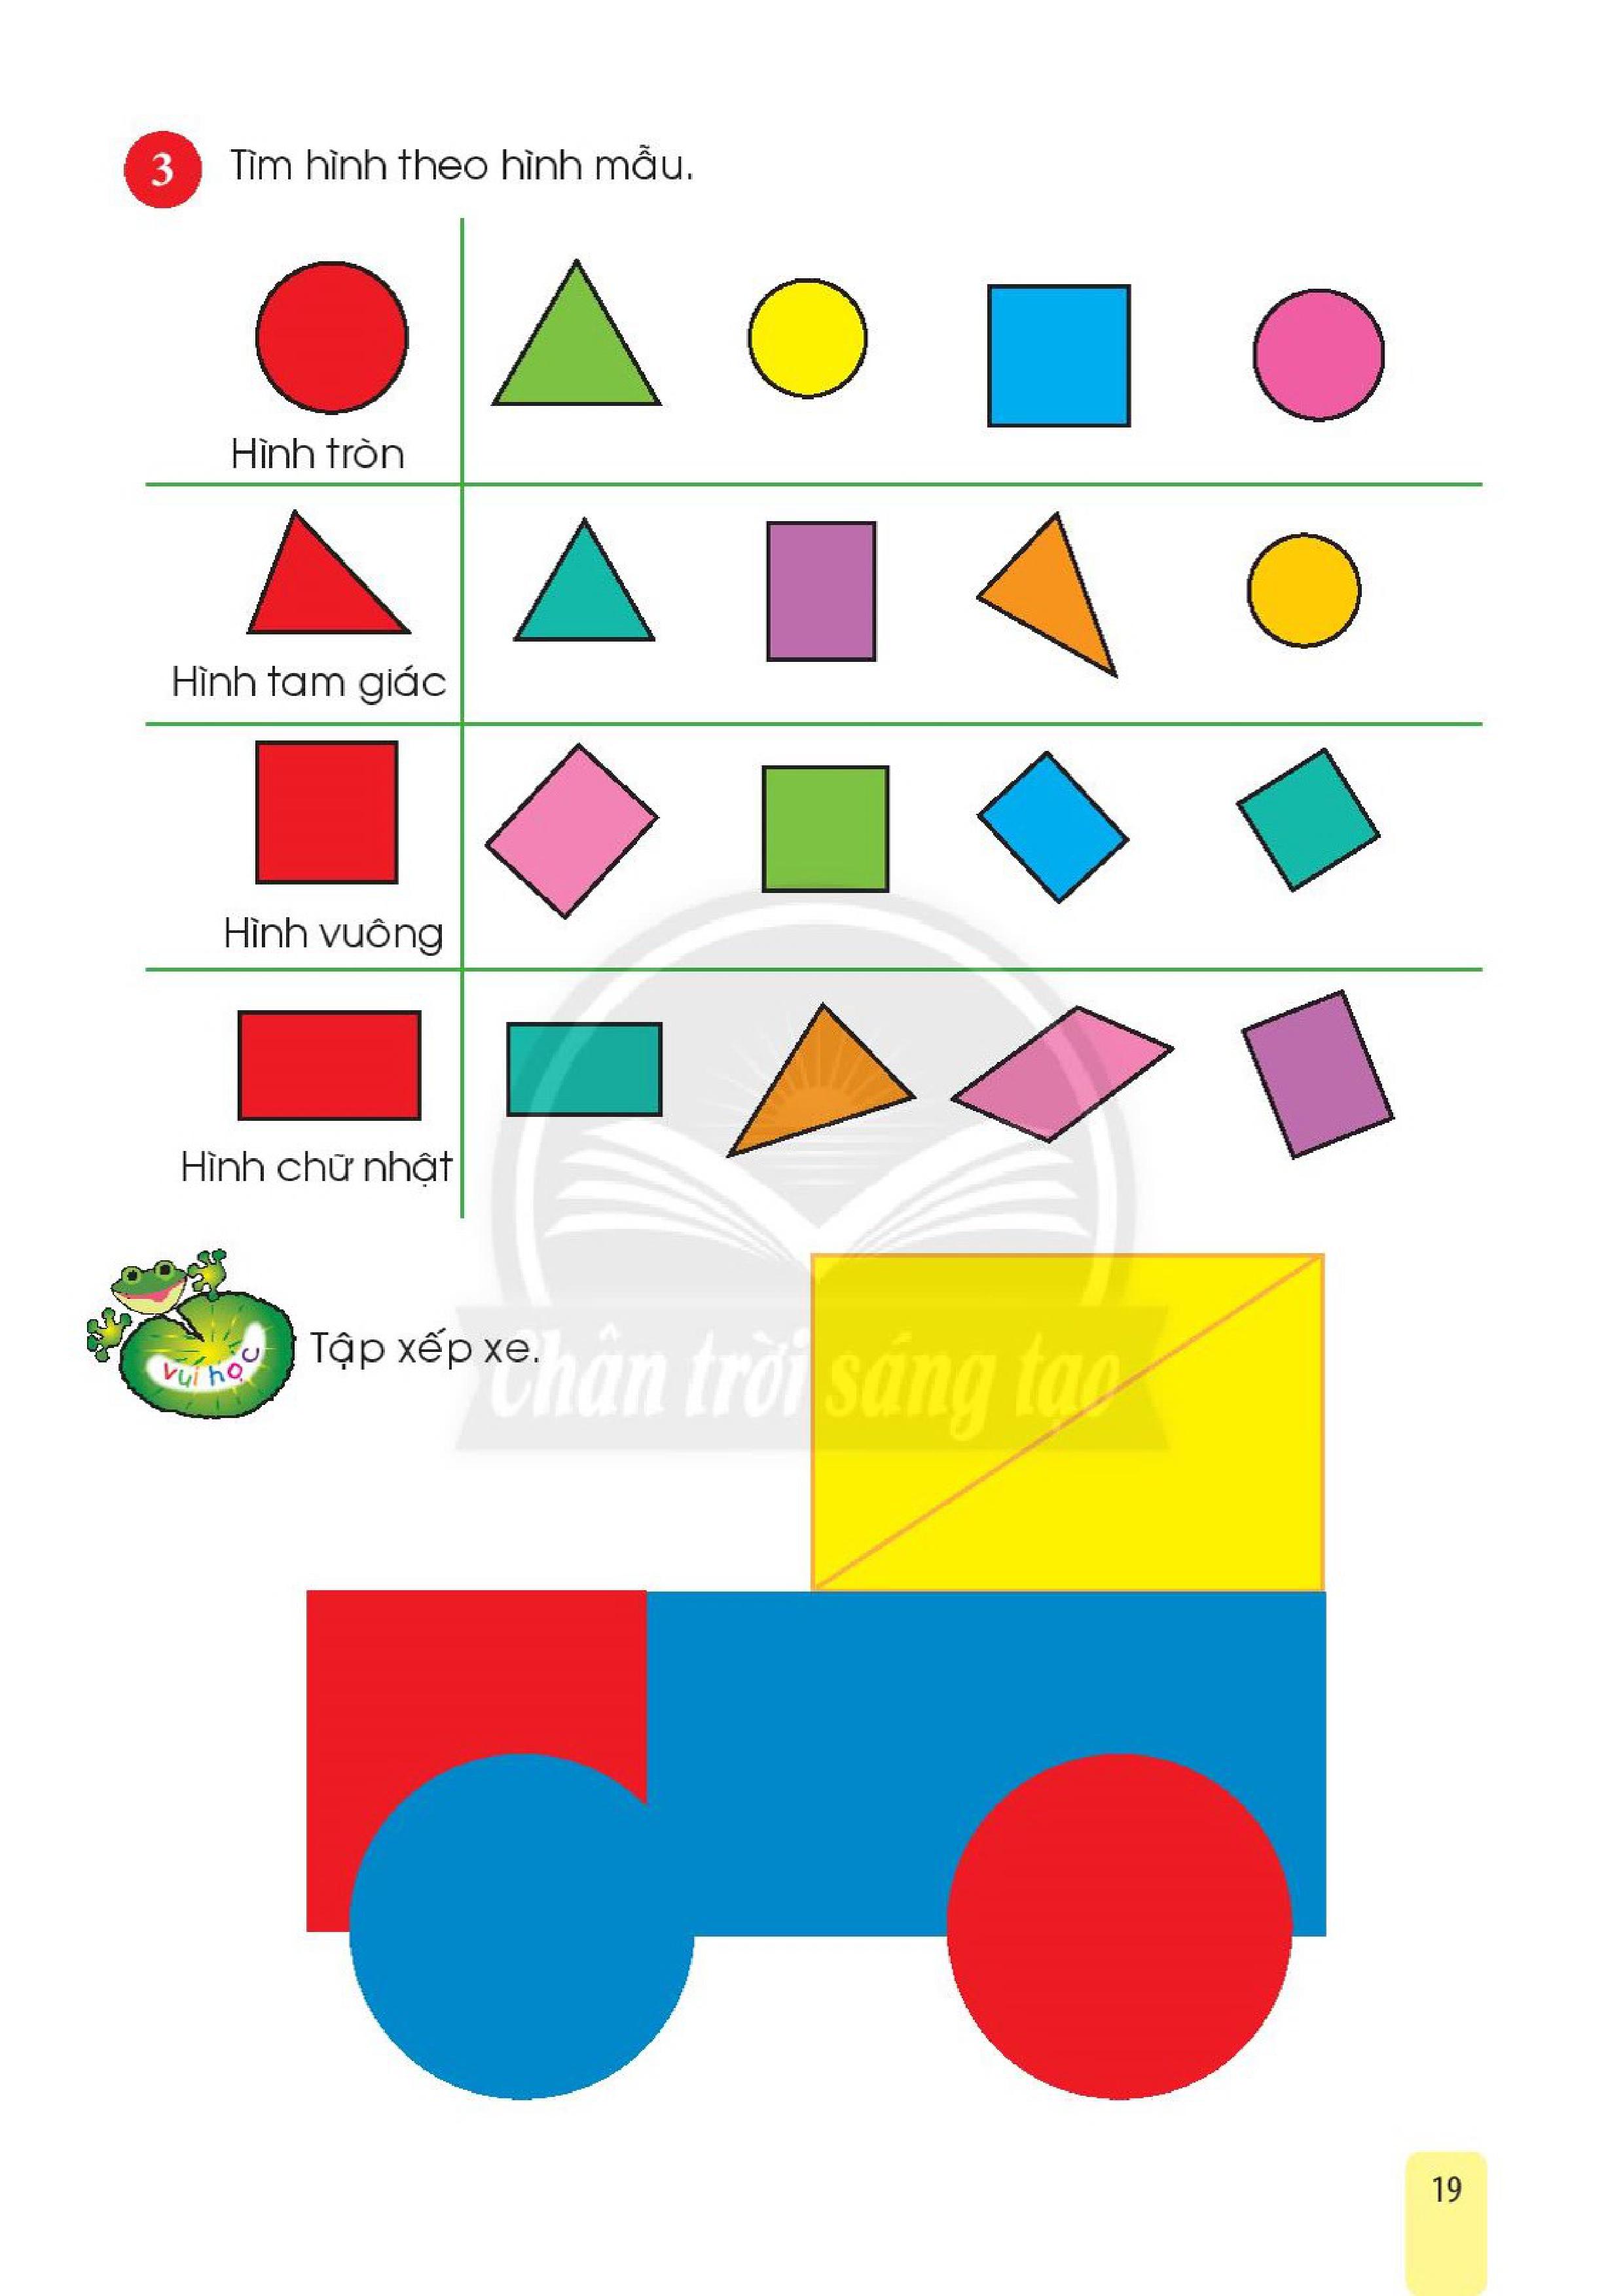 3 Tìm hình theo hình mẫu.
Hình tròn
Hình tam giác
Hình vuông
Hình chữ nhật
vui học
Tập xếp xe.
Chân trời sáng tạo
19